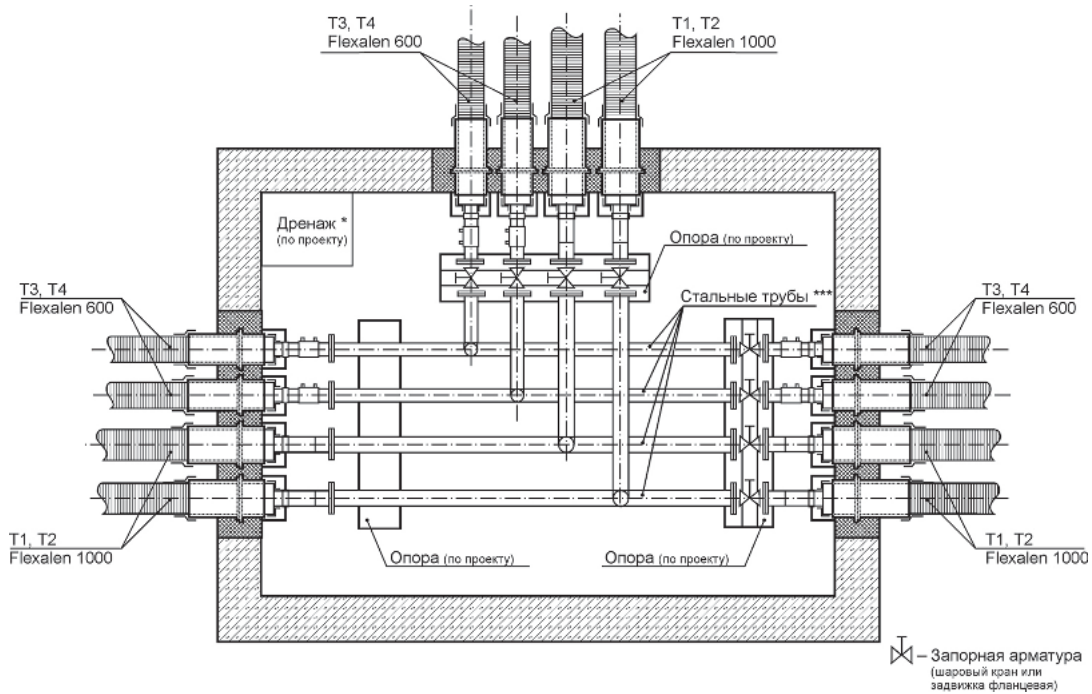 T3, T4
Flexalen 600
T1, T2
Flexalen 1000
Дренаж *
(по проекту)
Опора (по проекту)
T3, T4
Flexalen 600
Стальные трубы ***
T3, T4
Flexalen 600
T1, T2
Flexalen 1000
Опора (по проекту)
Опора (по проекту)
T1, T2
Flexalen 1000
– Запорная арматура
(шаровый кран или
задвижка фланцевая)